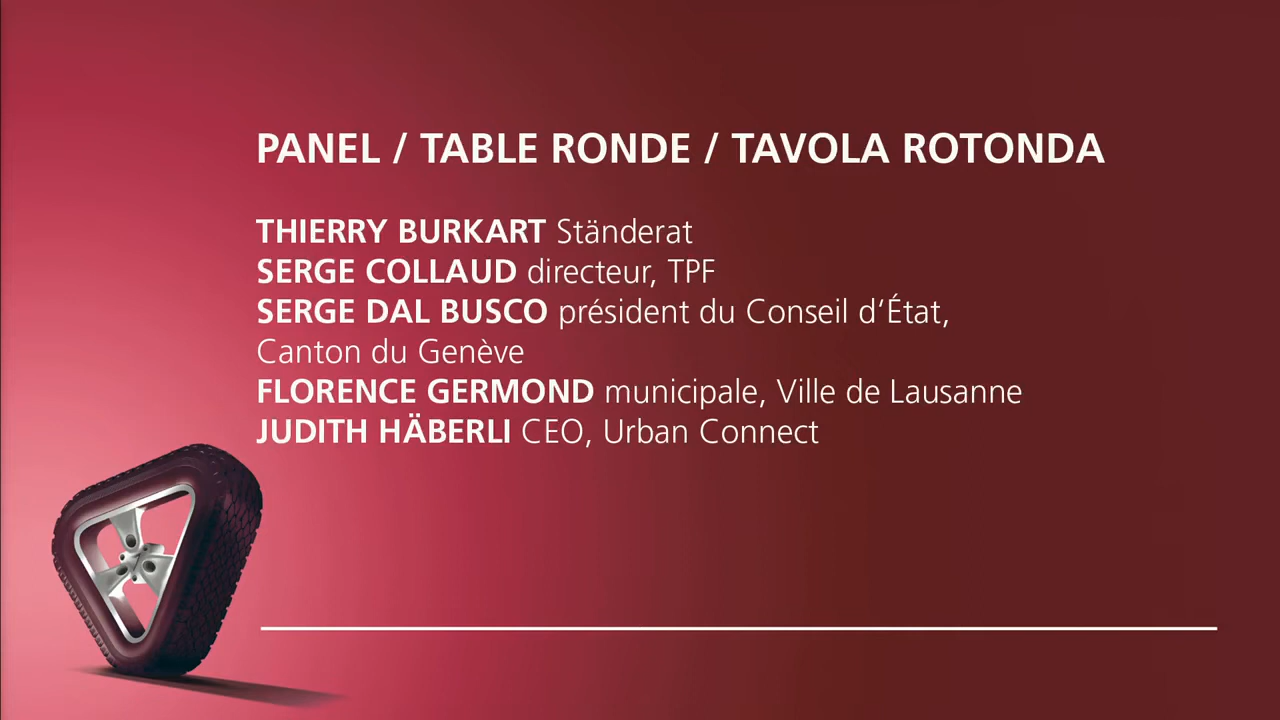 PANEL / TABLE RONDE / TAVOLA ROTONDA
THIERRY BURKART Ständerat
SERGE COLLAUD directeur, TPF
SERGE DAL BUSCO président du Conseil d‘État,
Canton du Genève
FLORENCE GERMOND municipale, Ville de Lausanne
JUDITH HÄBERLI CEO, Urban Connect